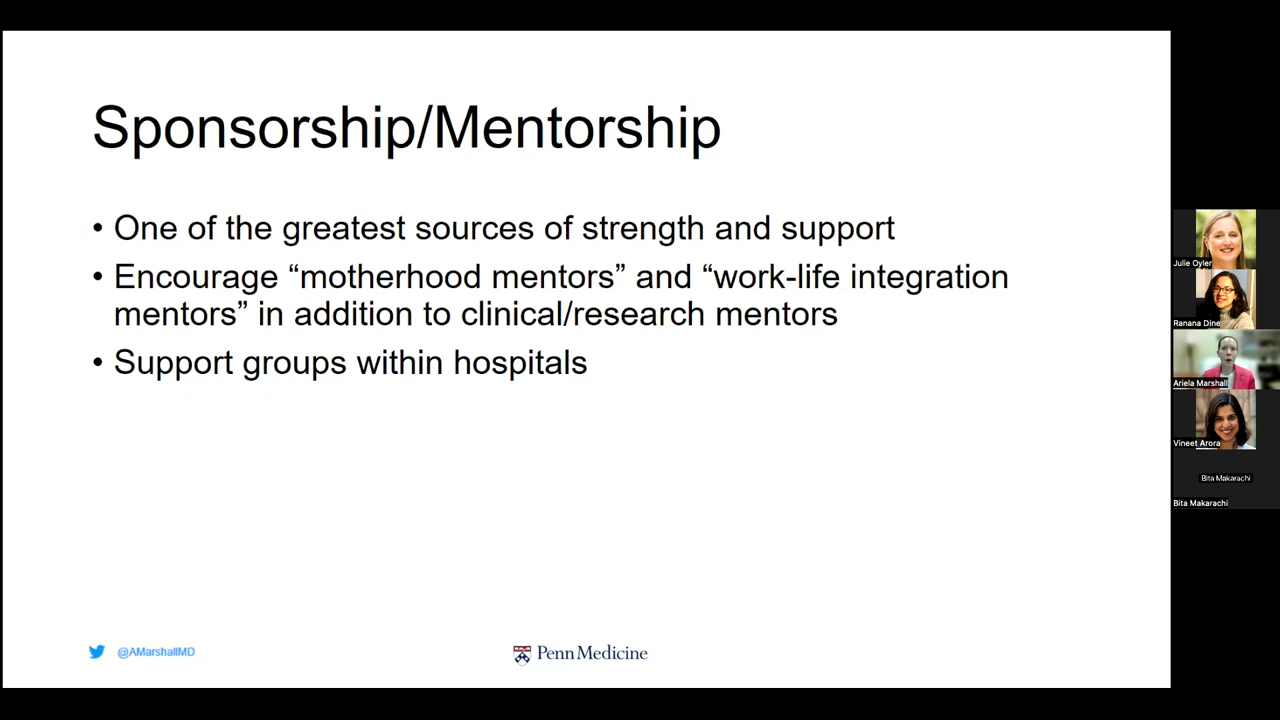 Sponsorship/Mentorship
• One of the greatest sources of strength and support
• Encourage “motherhood mentors” and “work-life integration
mentors” in addition to clinical/research mentors
• Support groups within hospitals
@AMarshallMD
Penn Medicine
Julie Oyler
Ranana Dine
Ariela Marshall
Vineet Arora
Bita Makarachi
Bita Makarachi